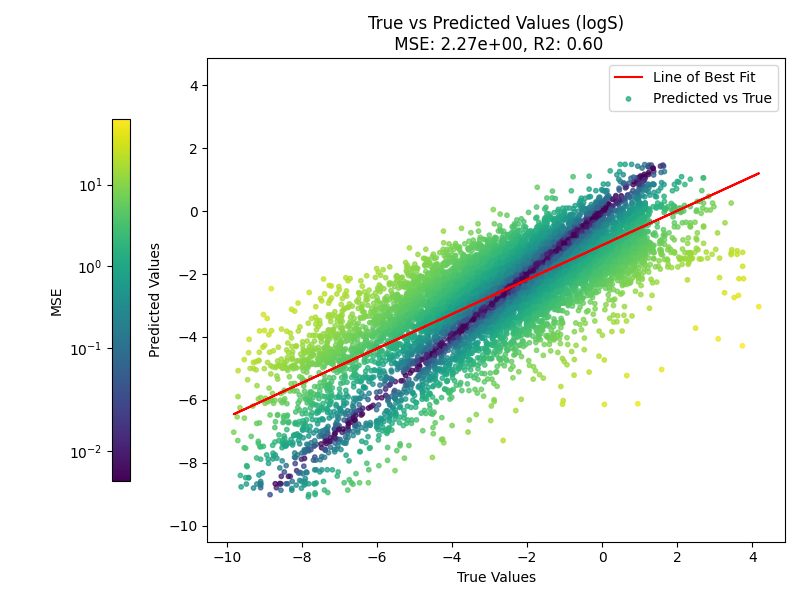 True vs Predicted Values (logS)
MSE: 2.27e+00, R2: 0.60
Line of Best Fit
Predicted vs True
10¹
10⁰
10⁻¹
10⁻²
MSE
Predicted Values
4
2
0
−2
−4
−6
−8
−10
−10 −8 −6 −4 −2 0 2 4
True Values